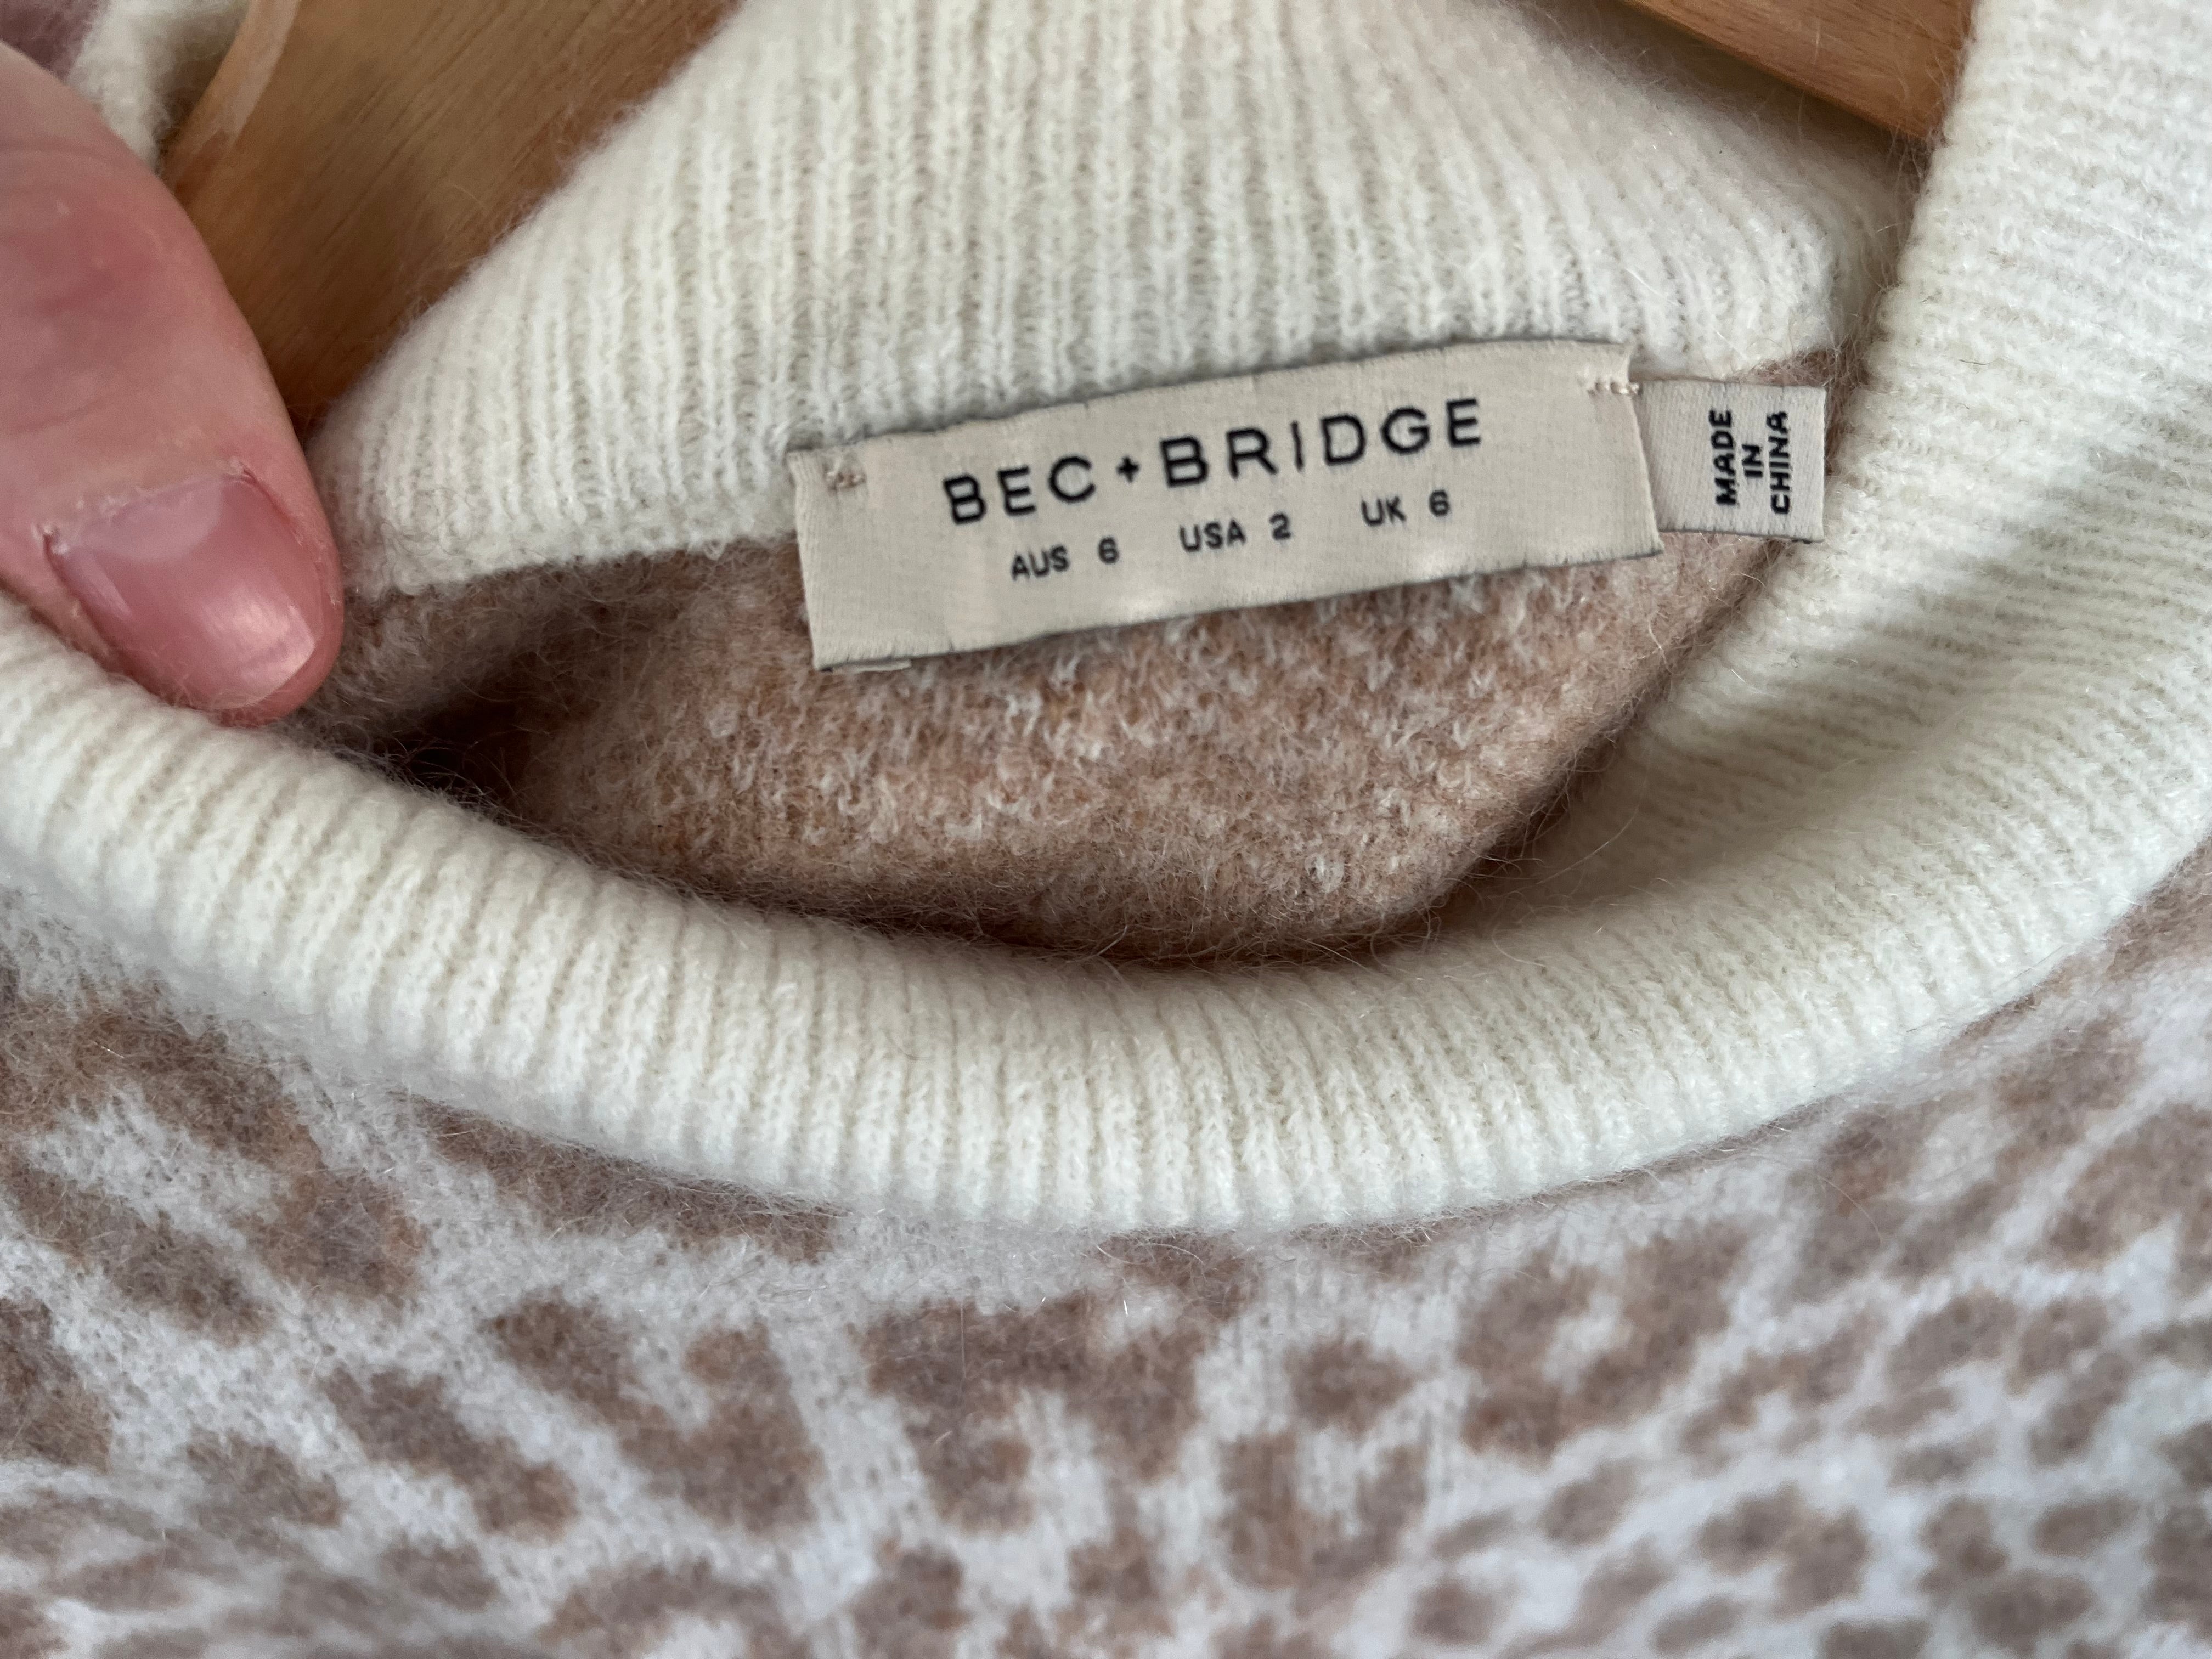 BEC+BRIDGE
AUS 6 USA 2 UK 6
MADE
IN
CHINA